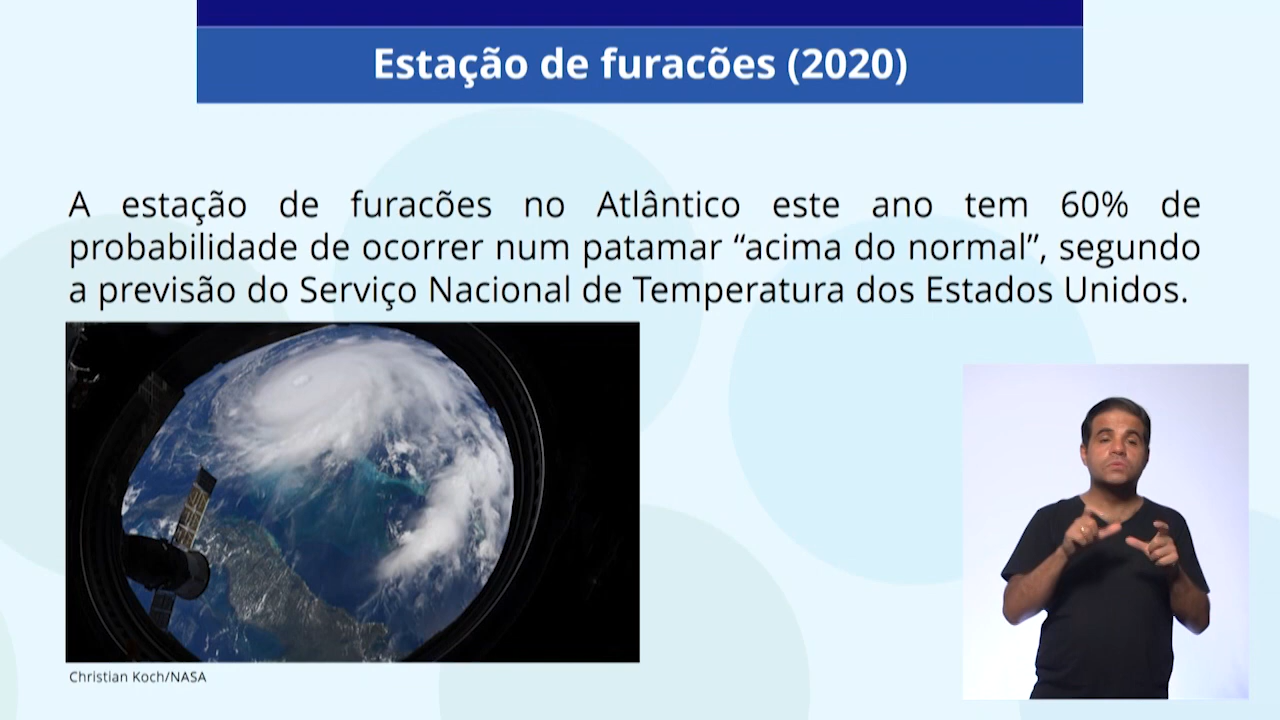 Estação de furacões (2020)
A estação de furacões no Atlântico este ano tem 60% de
probabilidade de ocorrer num patamar “acima do normal”, segundo
a previsão do Serviço Nacional de Temperatura dos Estados Unidos.
Christian Koch/NASA